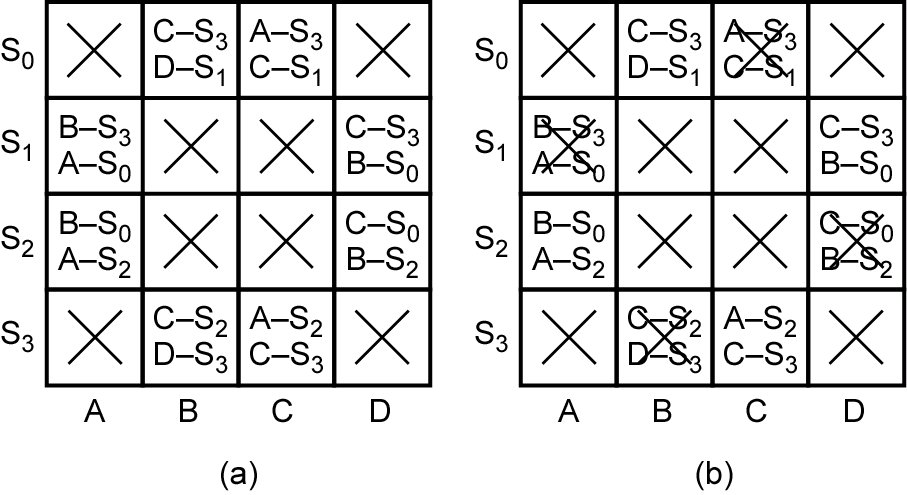 S0 C–S3 A–S3 C–S3 A–S3
D–S1 C–S1 D–S1 C–S1
S1 B–S3 C–S3 B–S3 C–S3
A–S0 B–S0 A–S0 B–S0
S2 B–S0 C–S0 B–S0 C–S0
A–S2 B–S2 A–S2 B–S2
S3 C–S2 A–S2 C–S2 A–S2
D–S3 C–S3 D–S3 C–S3
A B C D
(a)
S0
S1
S2
S3
A B C D
(b)